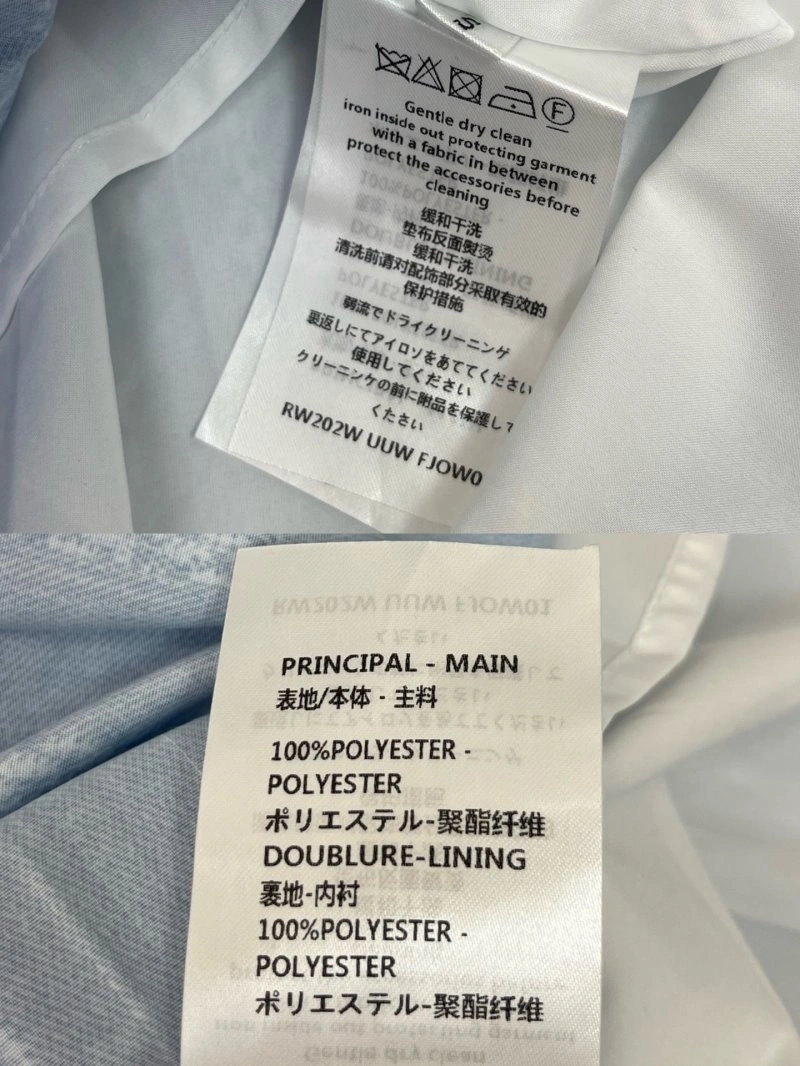 S
F
Gentle dry clean
iron inside out protecting garment
with a fabric in between
protect the accessories before
cleaning
缓和干洗
垫布反面熨烫
缓和干洗
清洗前请对配饰部分采取有效的
保护措施
弱流でドライクリーニング
裏返しにてアイロソをあててください
使用してください
クリーニンケの前に附品を保護し7
くたさい
RW202W UUW FJOW0
RW202W UUW FJOW01
PRINCIPAL - MAIN
表地/本体 - 主料
100%POLYESTER -
POLYESTER
ポリエステル-聚酯纤维
DOUBLURE-LINING
裏地-内衬
100%POLYESTER -
POLYESTER
ポリエステル-聚酯纤维